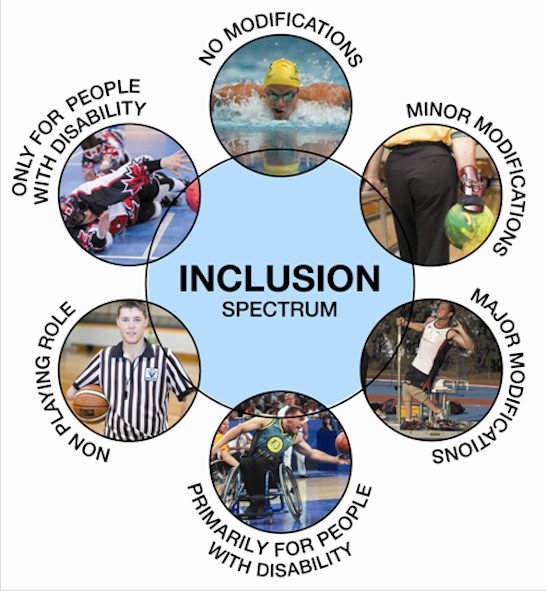 NO MODIFICATIONS
MINOR MODIFICATIONS
MAJOR MODIFICATIONS
PRIMARILY FOR PEOPLE
WITH DISABILITY
NON PLAYING ROLE
ONLY FOR PEOPLE
WITH DISABILITY
INCLUSION
SPECTRUM